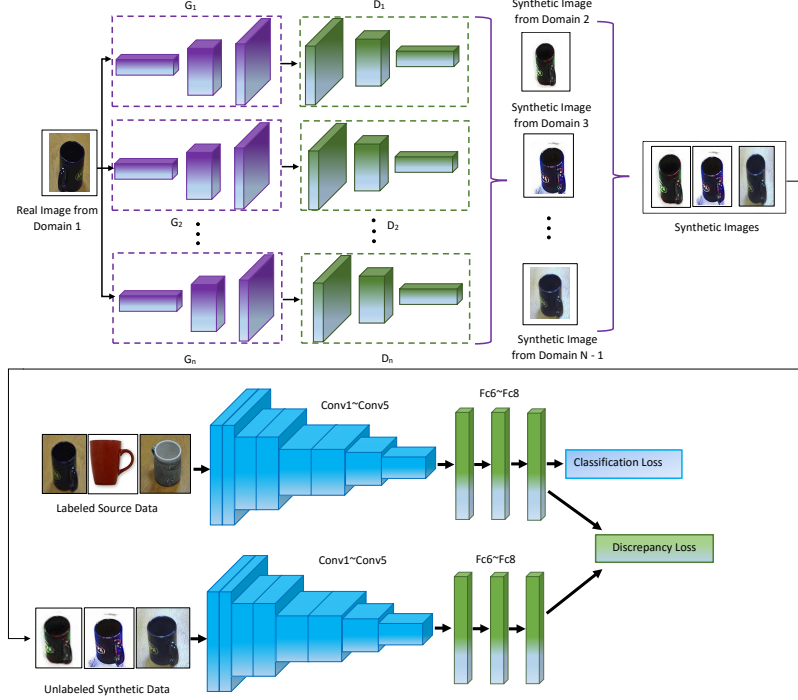 G₁
D₁
Synthetic Image
from Domain 2
Synthetic Image
from Domain 3
Real Image from
Domain 1
G₂
D₂
Synthetic Images
Gₙ
Dₙ
Synthetic Image
from Domain N - 1
Conv1~Conv5
Fc6~Fc8
Classification Loss
Labeled Source Data
Discrepancy Loss
Conv1~Conv5
Fc6~Fc8
Unlabeled Synthetic Data